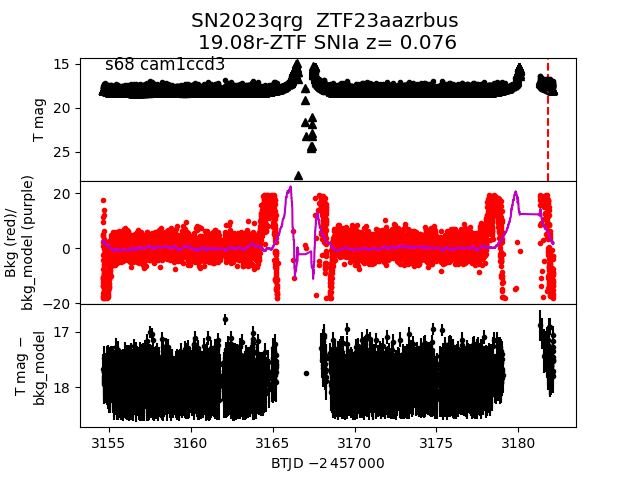 SN2023qrg  ZTF23aazrbus
19.08r-ZTF SNIa z= 0.076
s68 cam1ccd3
T mag
15
20
25
Bkg (red)/
bkg_model (purple)
20
0
−20
T mag −
bkg_model
17
18
3155 3160 3165 3170 3175 3180
BTJD −2 457 000